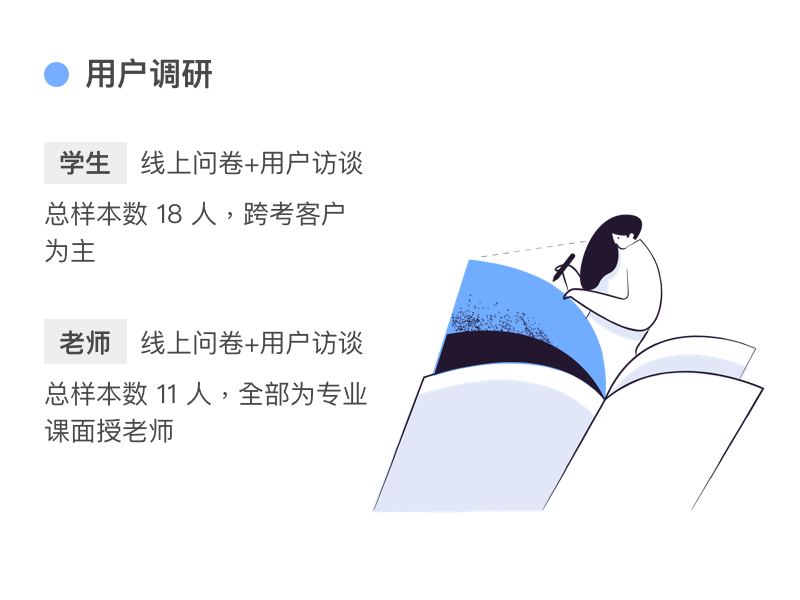 用户调研
学生 线上问卷+用户访谈
总样本数 18 人，跨考客户
为主
老师 线上问卷+用户访谈
总样本数 11 人，全部为专业
课面授老师